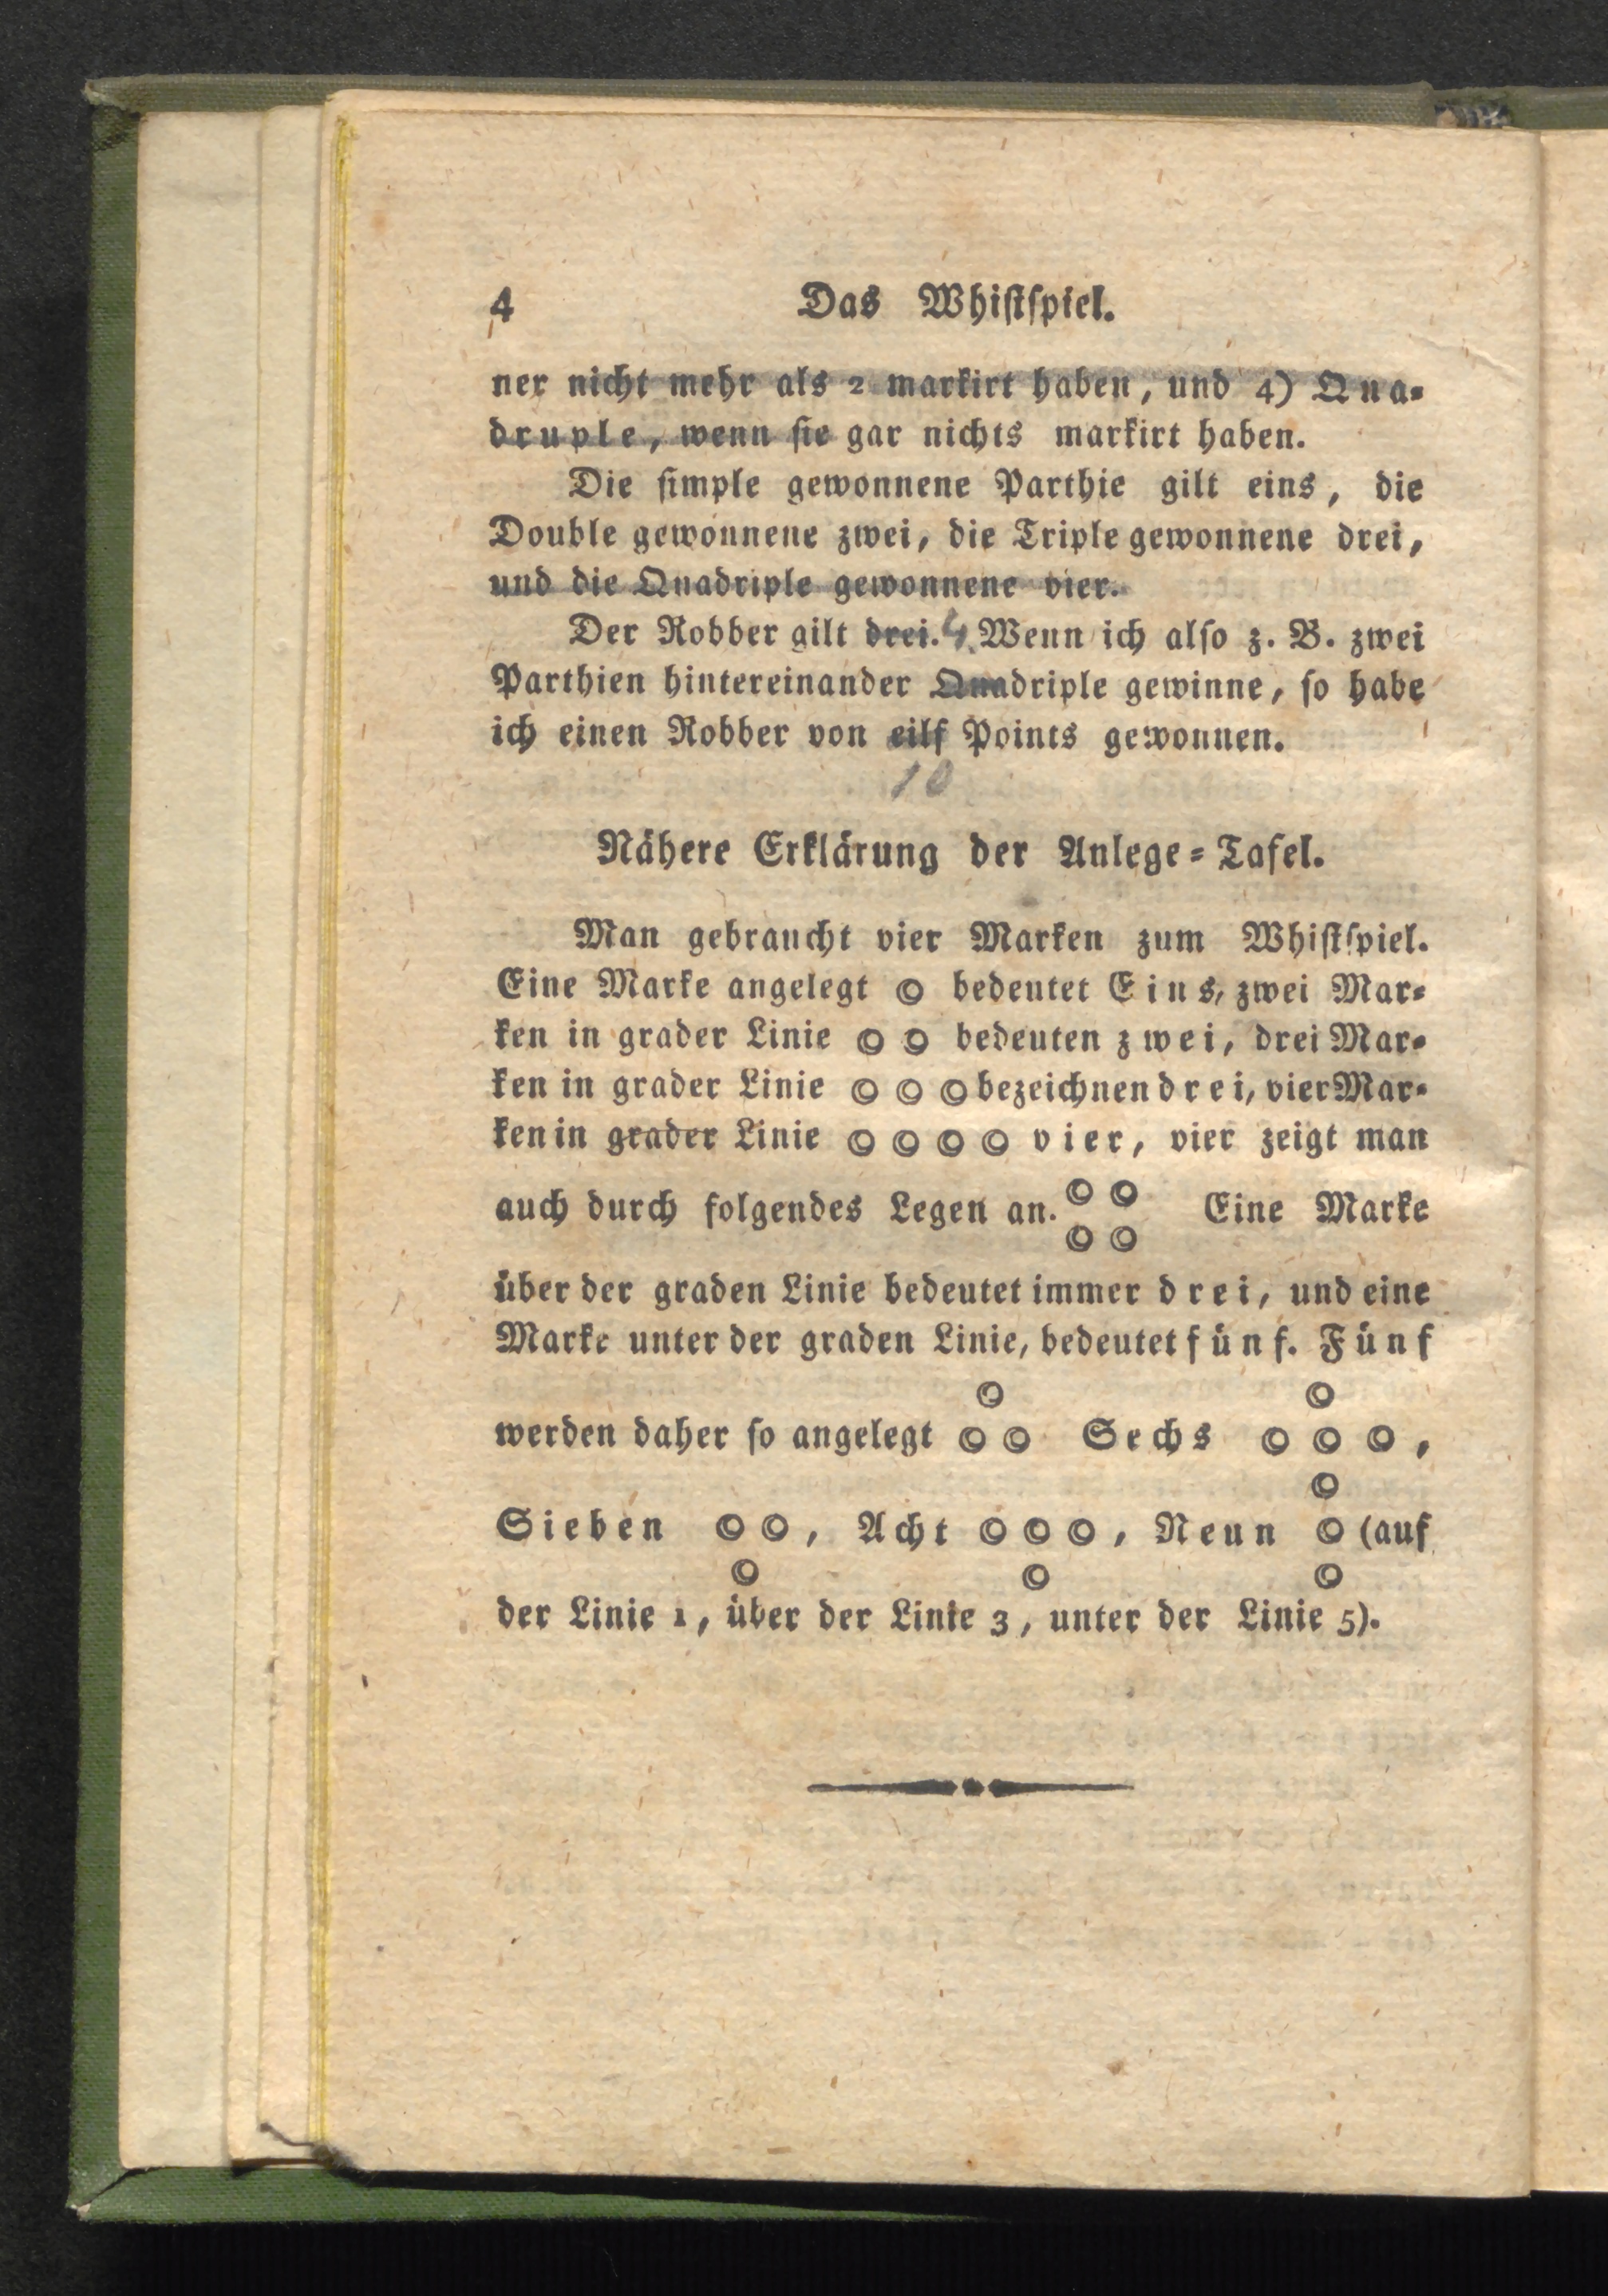 4 Das Whistspiel.
ner nicht mehr als 2 markirt haben, und 4) Qua-
druple, wenn sie gar nichts markirt haben.
Die simple gewonnene Parthie gilt eins, die
Double gewonnene zwei, die Triple gewonnene drei,
und die Quadriple gewonnene vier.
Der Robber gilt drei. 4. Wenn ich also z. B. zwei
Parthien hintereinander Quadriple gewinne, so habe
ich einen Robber von eilf Points gewonnen.
10
Nähere Erklärung der Anlege-Tafel.
Man gebraucht vier Marken zum Whistspiel.
Eine Marke angelegt © bedeutet Eins, zwei Mar-
ken in grader Linie © © bedeuten zwei, drei Mar-
ken in grader Linie © © © bezeichnen drei, vier Mar-
ken in grader Linie © © © © vier, vier zeigt man
© ©
auch durch folgendes Legen an. Eine Marke
© ©
über der graden Linie bedeutet immer drei, und eine
Marke unter der graden Linie, bedeutet fünf. Fünf
© ©
werden daher so angelegt © © Sechs © © ©,
©
Sieben © ©, Acht © © ©, Neun © (auf
© © ©
der Linie 1, über der Linie 3, unter der Linie 5).